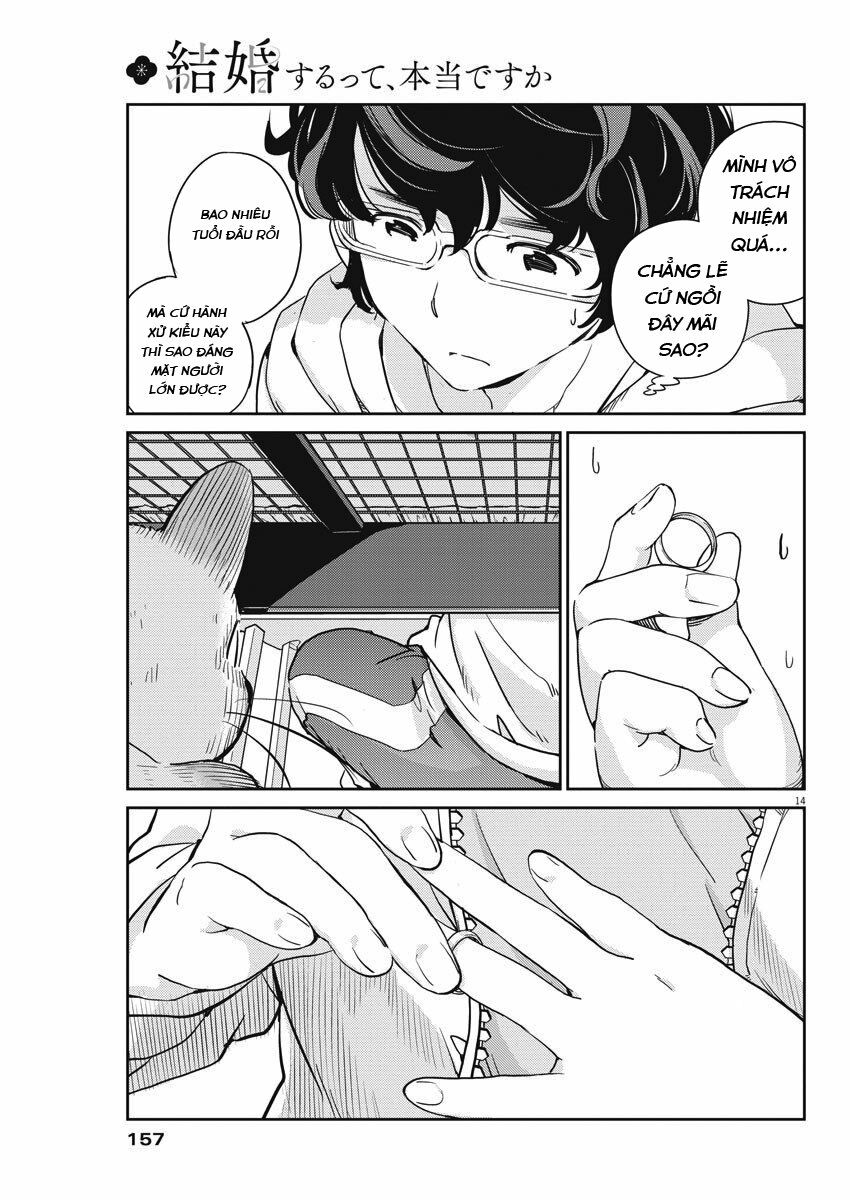 結婚するって、本当ですか
MÌNH VÔ
TRÁCH
NHIỆM
QUÁ...
CHẲNG LẼ
CỨ NGỒI
ĐÂY MÃI
SAO?
BAO NHIÊU
TUỔI ĐẦU RỒI
MÀ CỨ HÀNH
XỬ KIỂU NÀY
THÌ SAO ĐÁNG
MẶT NGƯỜI
LỚN ĐƯỢC?
14
157